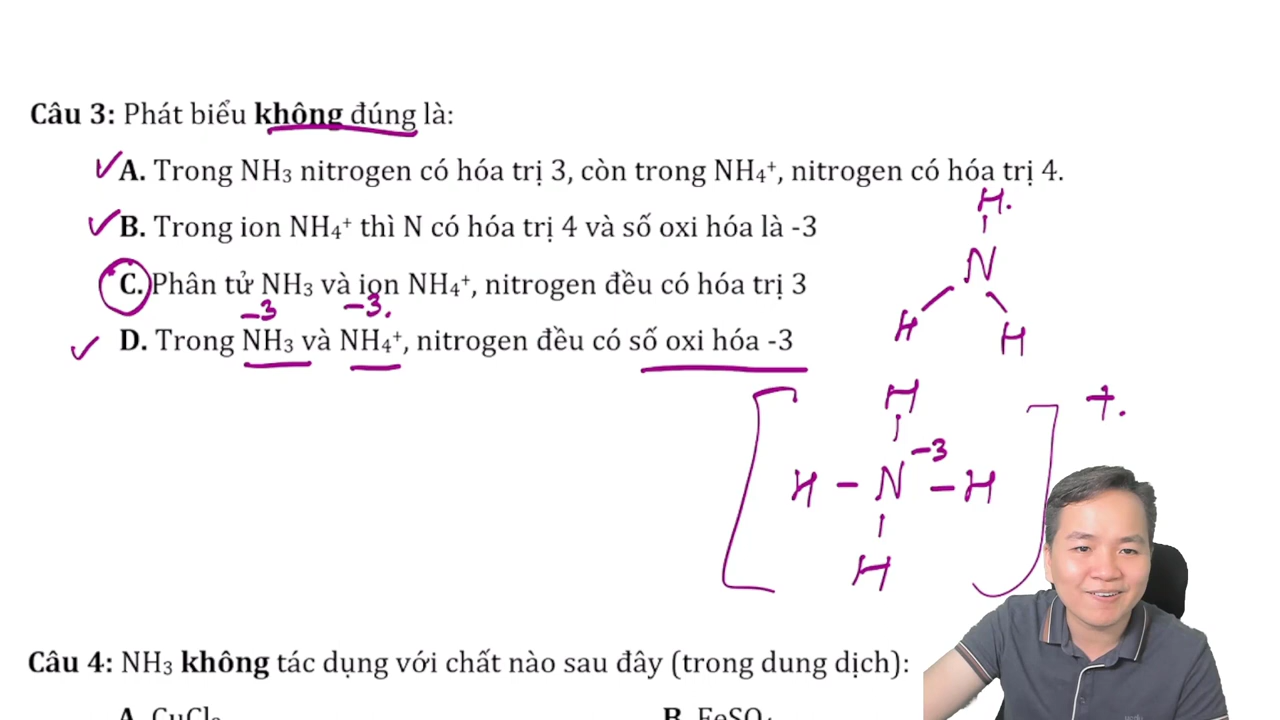 Câu 3: Phát biểu không đúng là:
A. Trong NH₃ nitrogen có hóa trị 3, còn trong NH₄⁺, nitrogen có hóa trị 4.
H.
B. Trong ion NH₄⁺ thì N có hóa trị 4 và số oxi hóa là -3
N
C. Phân tử NH₃ và ion NH₄⁺, nitrogen đều có hóa trị 3
-3 -3.
H H
D. Trong NH₃ và NH₄⁺, nitrogen đều có số oxi hóa -3
H +.
-3
H - N - H
H
Câu 4: NH₃ không tác dụng với chất nào sau đây (trong dung dịch):
A. CuCl₂ B. FeSO₄